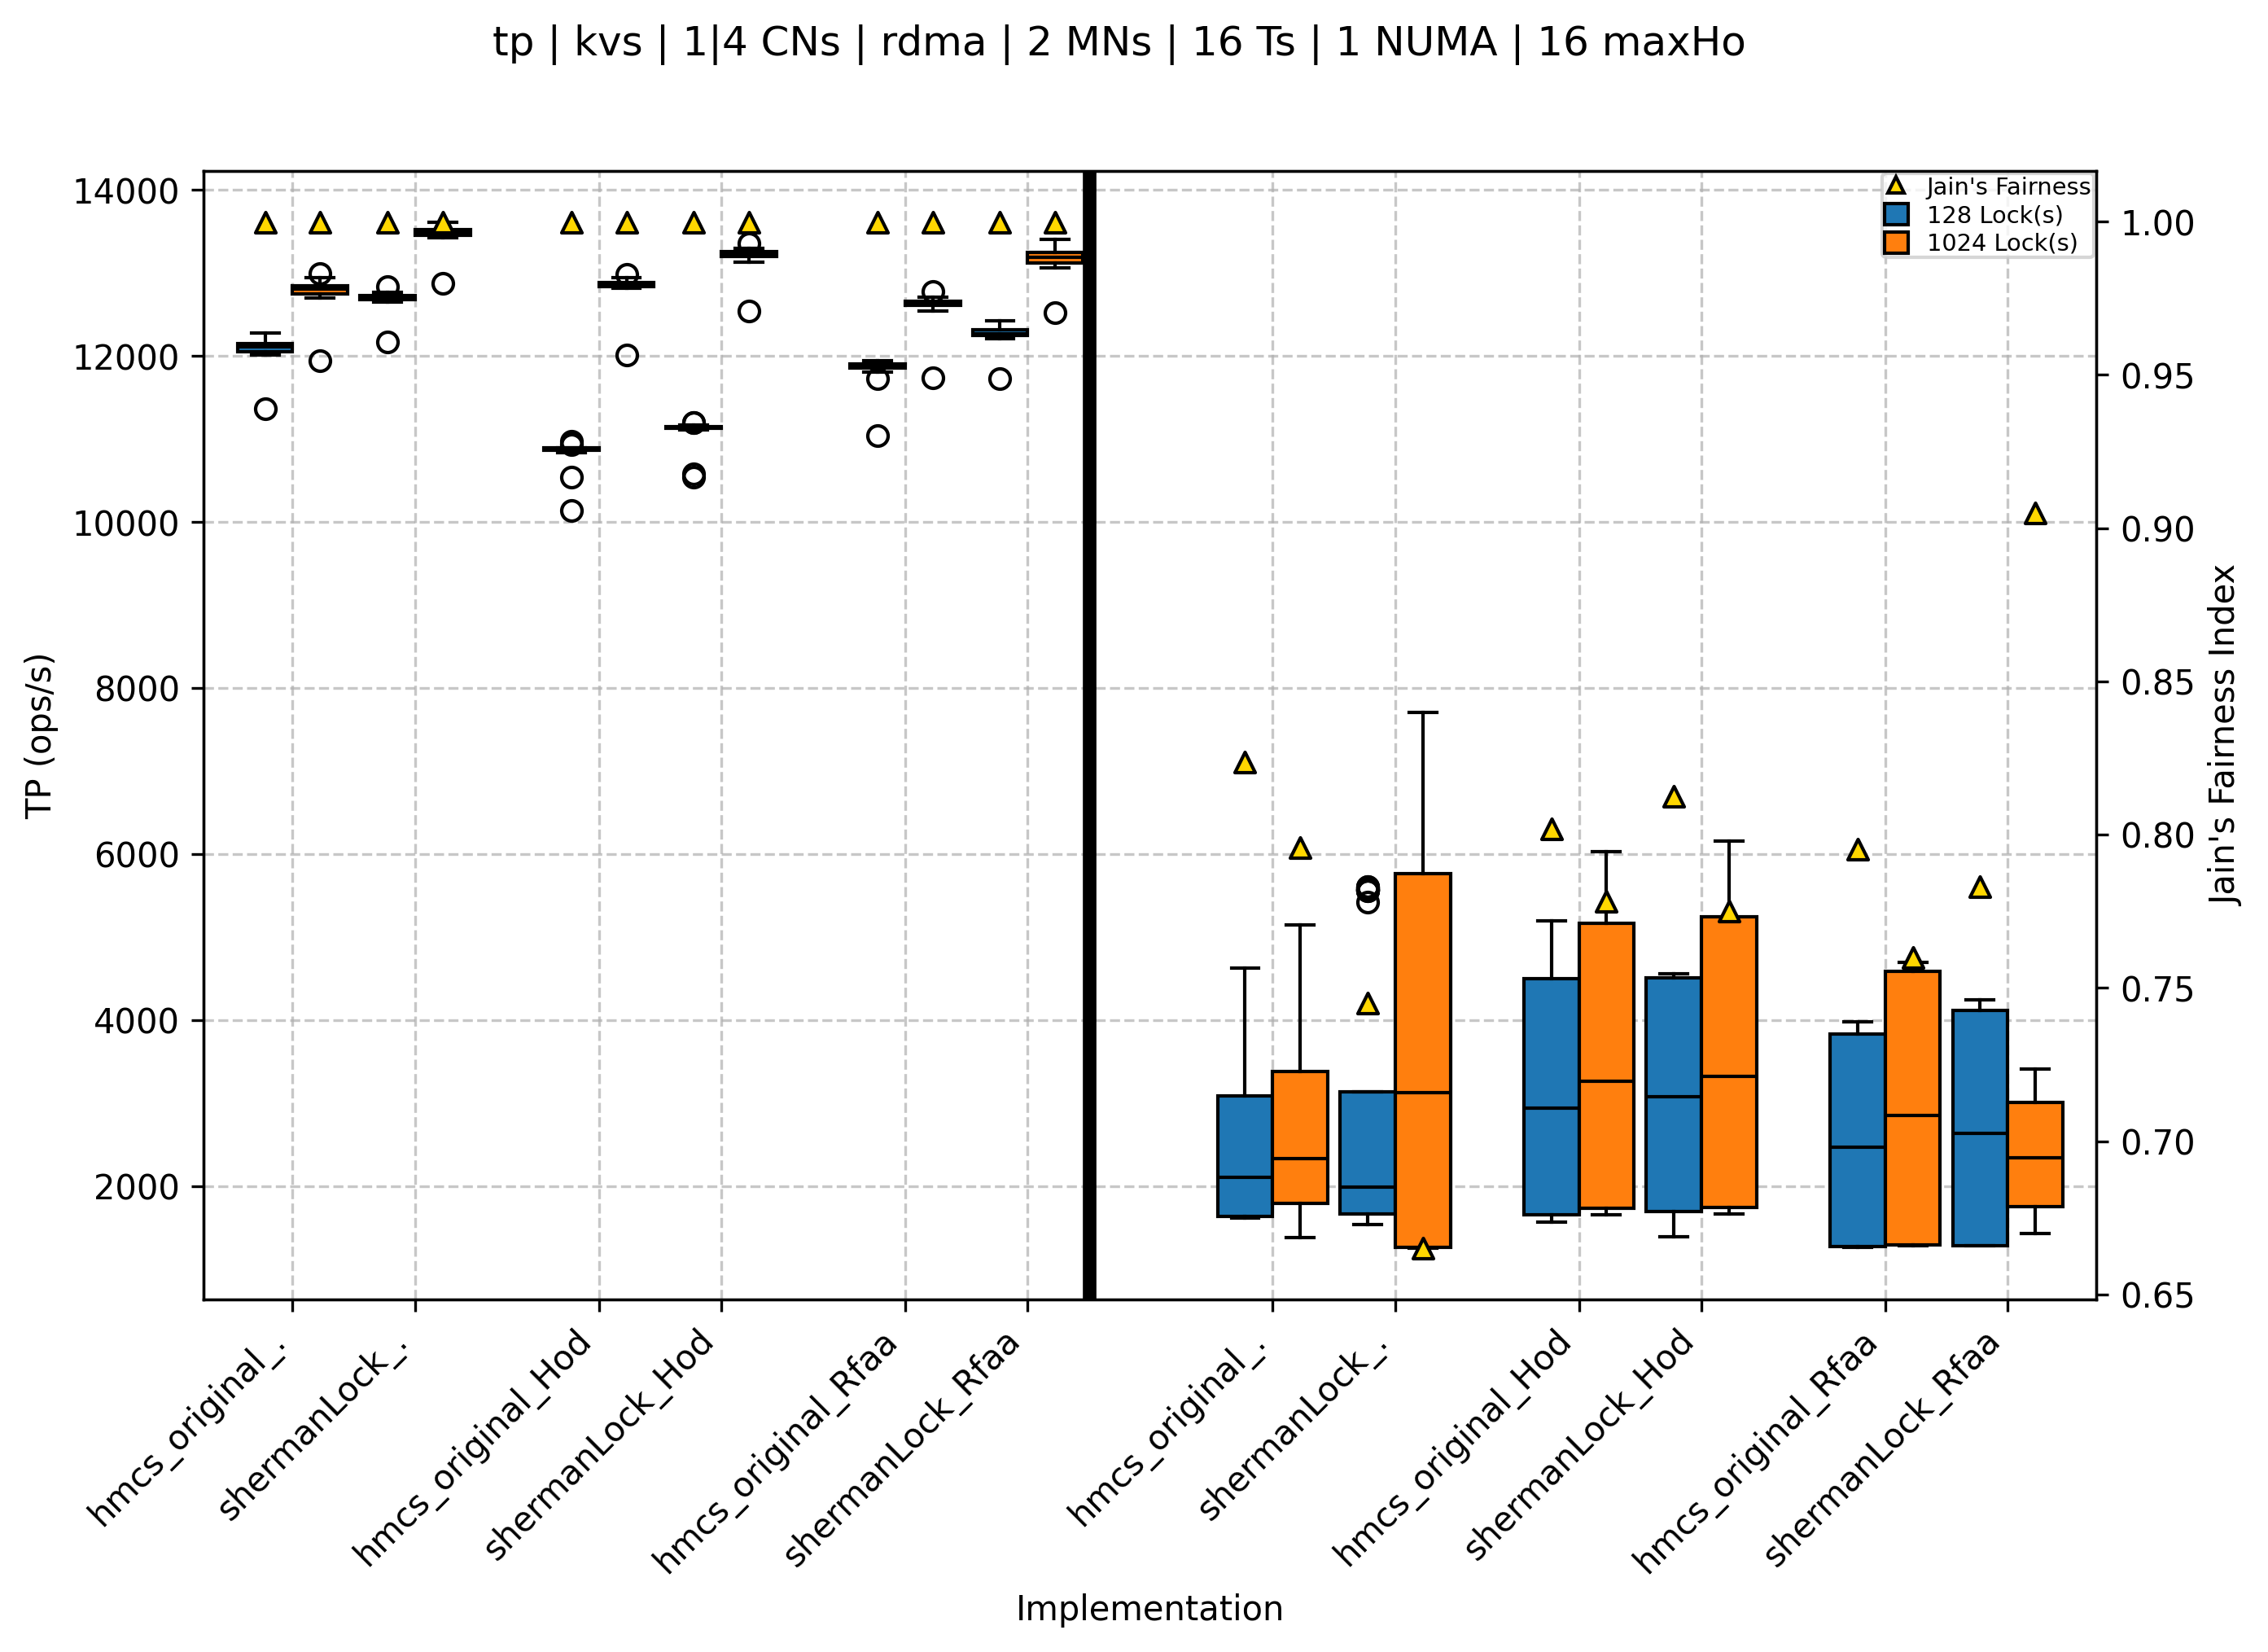 tp | kvs | 1|4 CNs | rdma | 2 MNs | 16 Ts | 1 NUMA | 16 maxHo
14000
12000
10000
8000
6000
4000
2000
TP (ops/s)
Jain's Fairness
128 Lock(s)
1024 Lock(s)
1.00
0.95
0.90
0.85
0.80
0.75
0.70
0.65
Jain's Fairness Index
hmcs_original_.
shermanLock_.
hmcs_original_Hod
shermanLock_Hod
hmcs_original_Rfaa
shermanLock_Rfaa
hmcs_original_.
shermanLock_.
hmcs_original_Hod
shermanLock_Hod
hmcs_original_Rfaa
shermanLock_Rfaa
Implementation